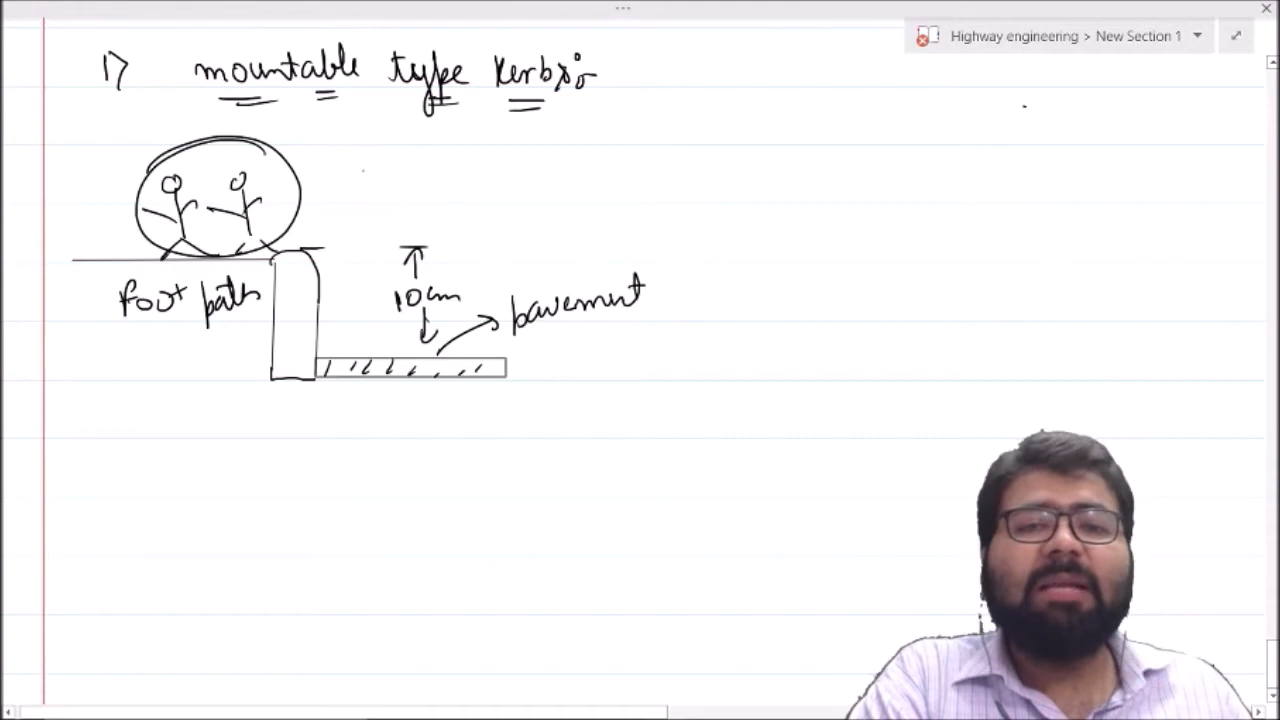 Highway engineering > New Section 1
1) mountable type kerbs:
foot path
10cm
pavement